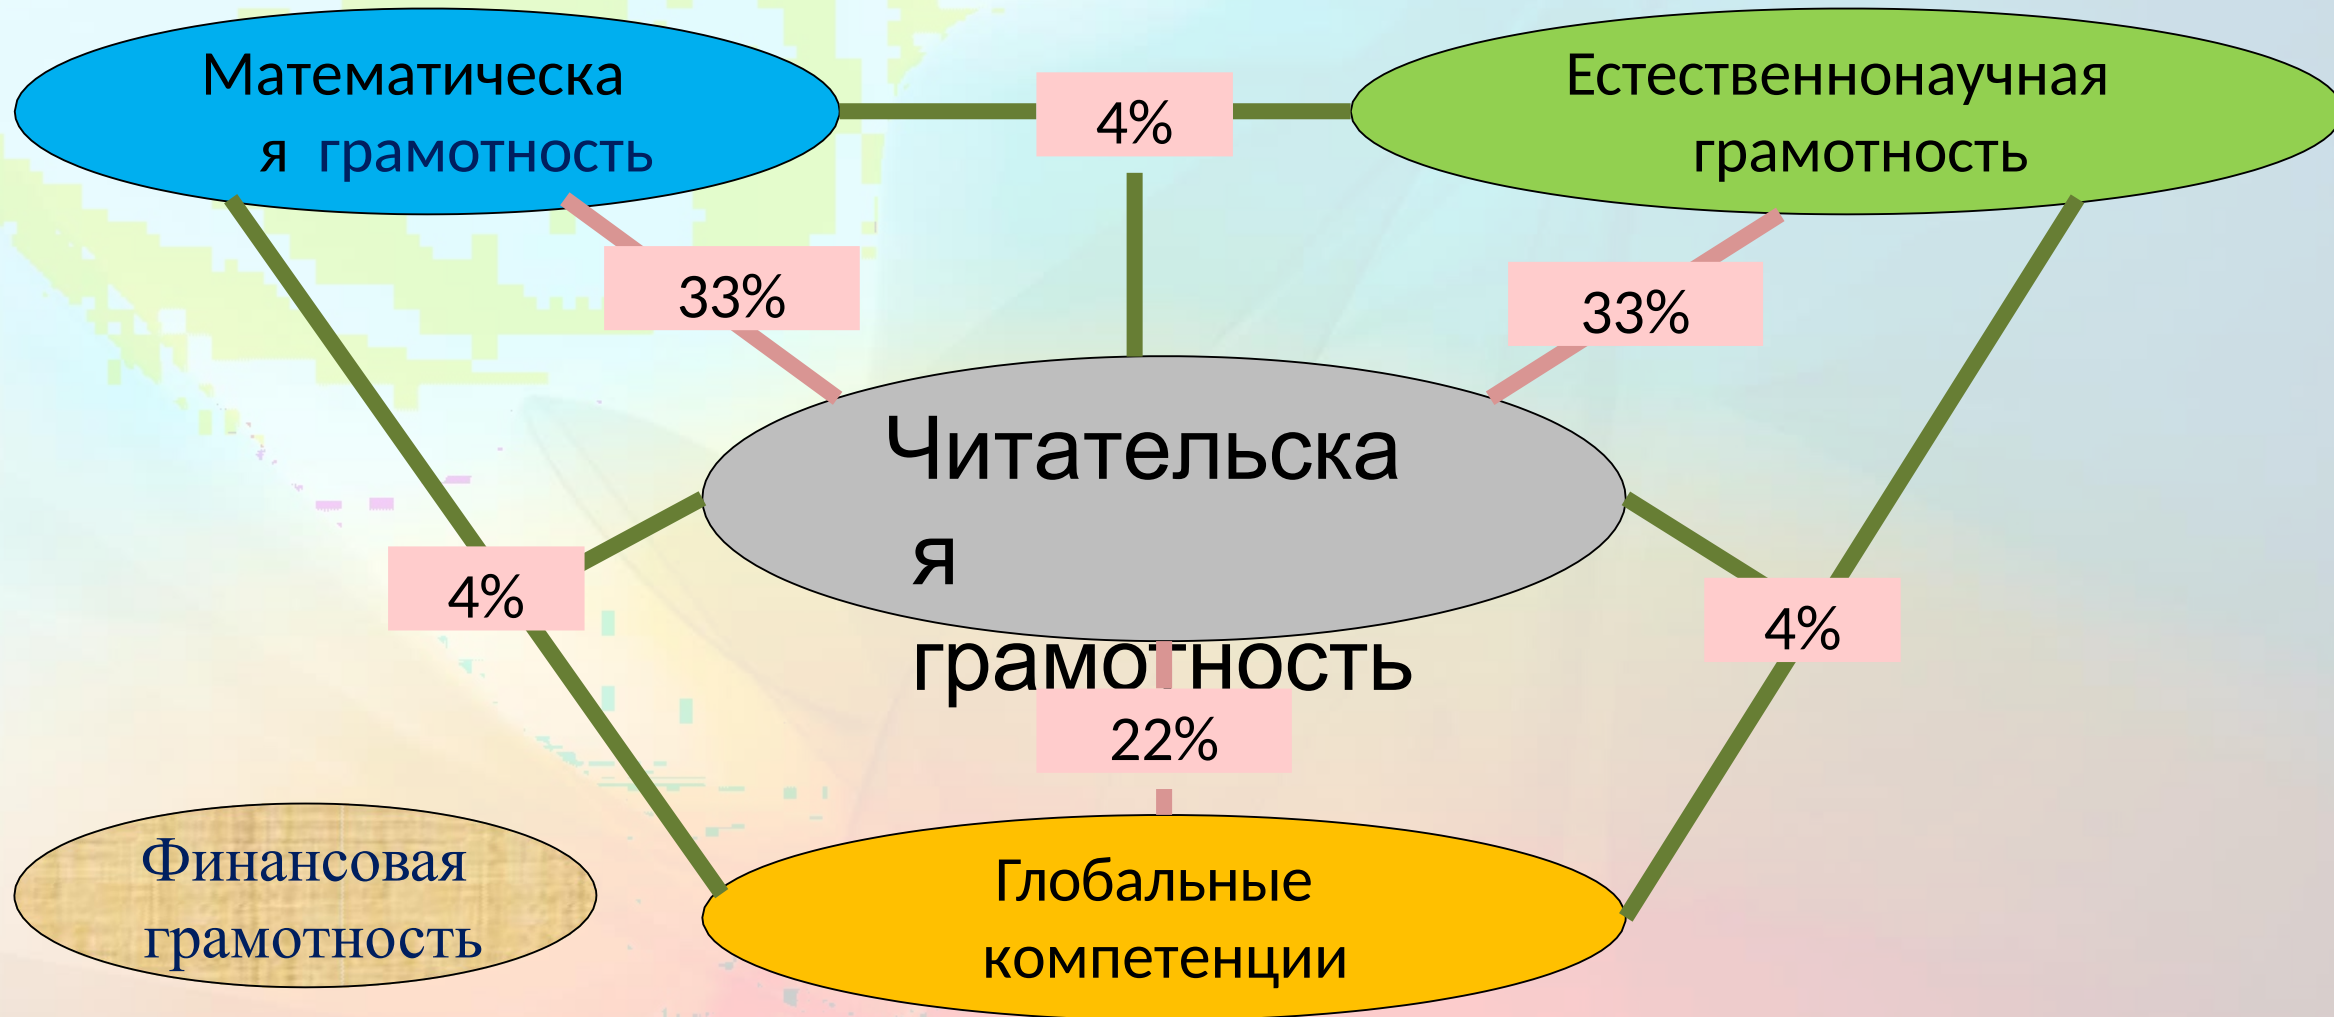 Математическа
я грамотность
4%
Естественнонаучная
грамотность
33%
33%
Читательска
я
грамотность
4%
4%
22%
Финансовая
грамотность
Глобальные
компетенции